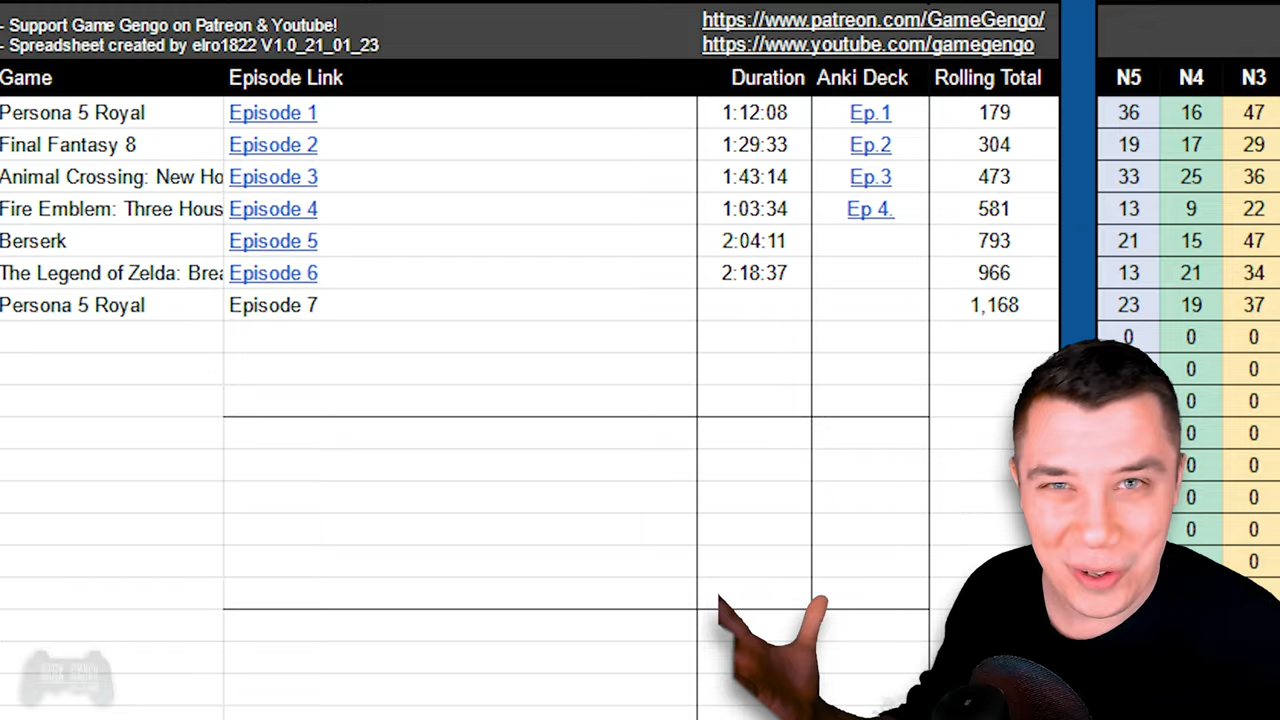 - Support Game Gengo on Patreon & Youtube! https://www.patreon.com/GameGengo/
- Spreadsheet created by elro1822 V1.0_21_01_23 https://www.youtube.com/gamegengo
Game Episode Link Duration Anki Deck Rolling Total N5 N4 N3
Persona 5 Royal Episode 1 1:12:08 Ep.1 179 36 16 47
Final Fantasy 8 Episode 2 1:29:33 Ep.2 304 19 17 29
Animal Crossing: New Ho Episode 3 1:43:14 Ep.3 473 33 25 36
Fire Emblem: Three Hous Episode 4 1:03:34 Ep 4. 581 13 9 22
Berserk Episode 5 2:04:11 793 21 15 47
The Legend of Zelda: Brea Episode 6 2:18:37 966 13 21 34
Persona 5 Royal Episode 7 1,168 23 19 37
0 0 0
0 0
0 0
0 0
0 0
0 0
0 0
0 0